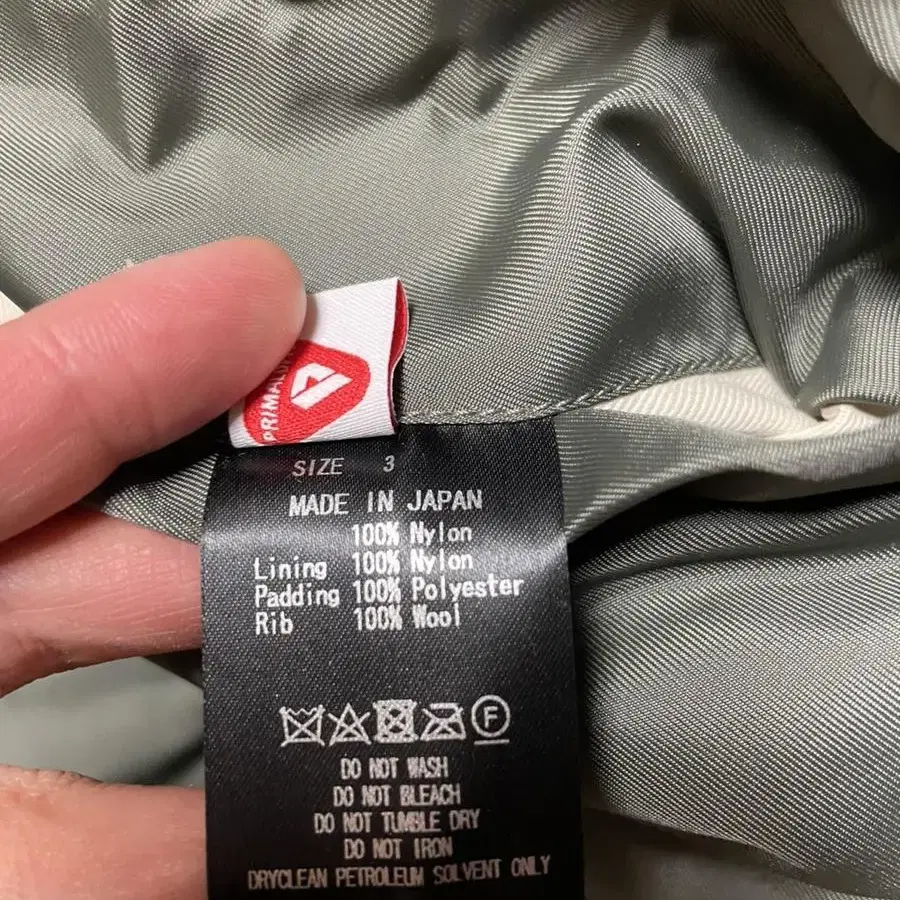 SIZE 3
MADE IN JAPAN
100% Nylon
Lining 100% Nylon
Padding 100% Polyester
Rib 100% Wool
F
DO NOT WASH
DO NOT BLEACH
DO NOT TUMBLE DRY
DO NOT IRON
DRYCLEAN PETROLEUM SOLVENT ONLY